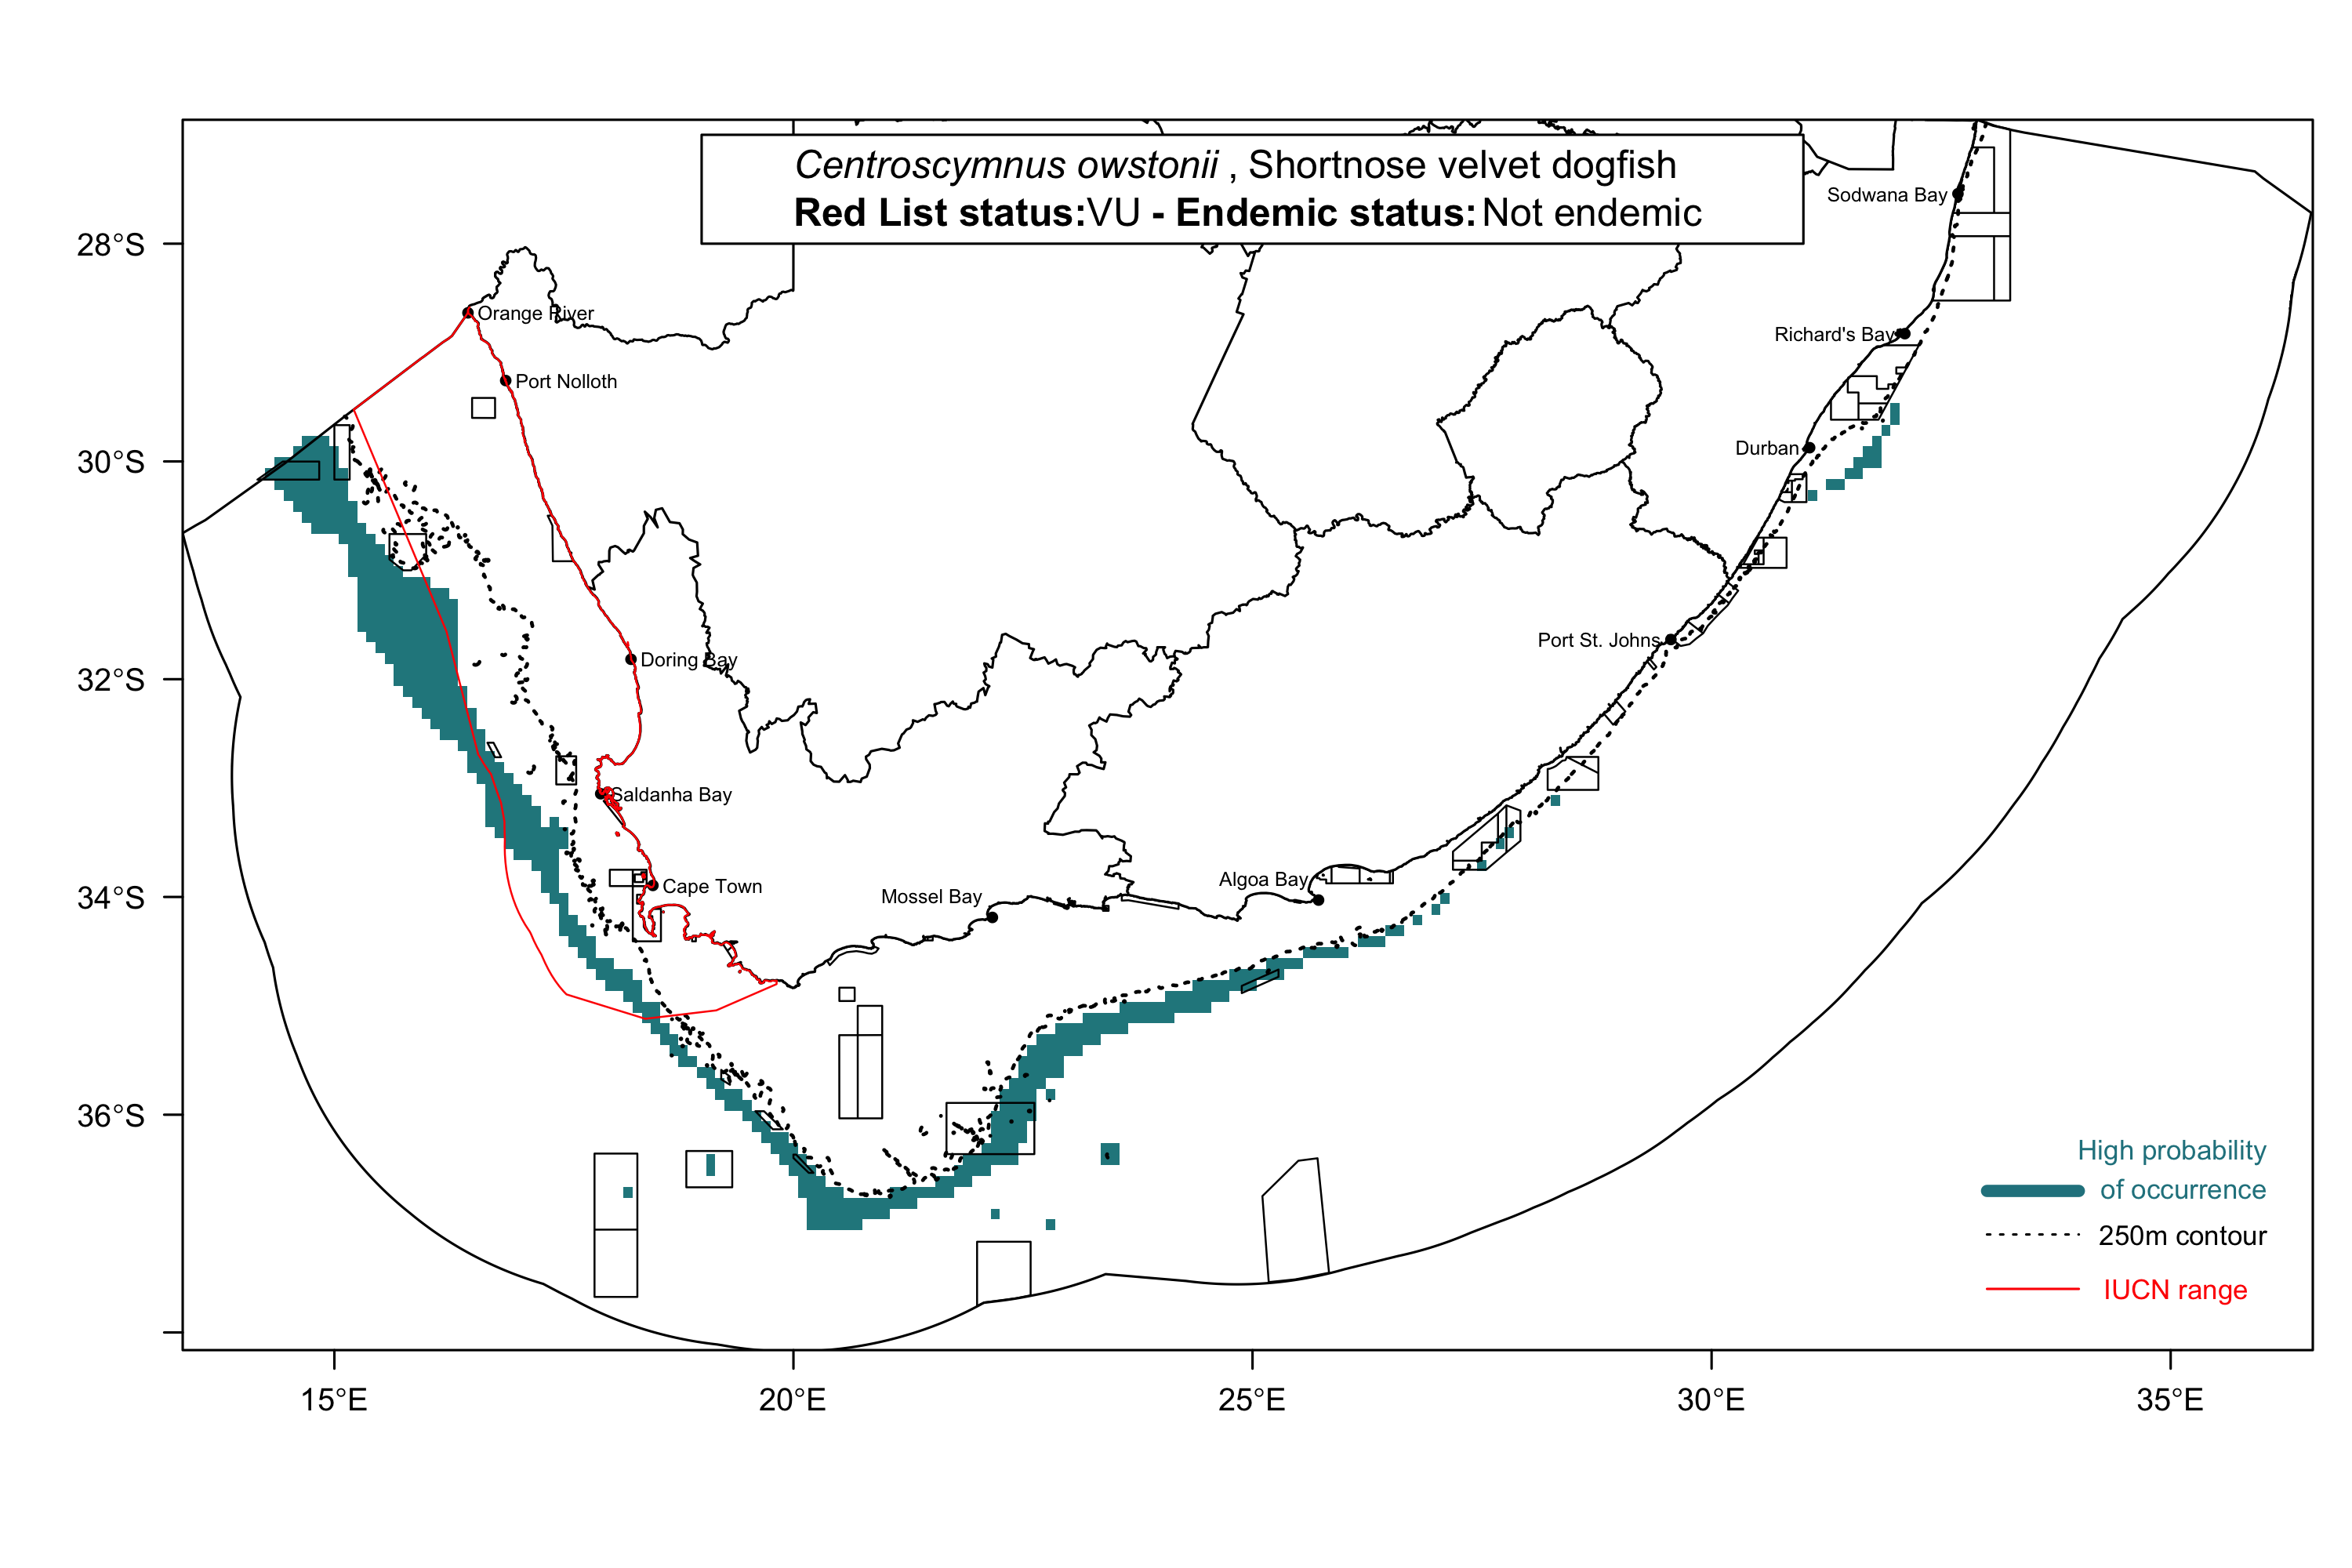 Centroscymnus owstonii , Shortnose velvet dogfish
Red List status:VU - Endemic status:Not endemic
Sodwana Bay
28°S
Orange River
Richard's Bay
Port Nolloth
Durban
30°S
Port St. Johns
Doring Bay
32°S
Saldanha Bay
Algoa Bay
Cape Town
Mossel Bay
34°S
36°S
High probability
of occurrence
250m contour
IUCN range
15°E
20°E
25°E
30°E
35°E